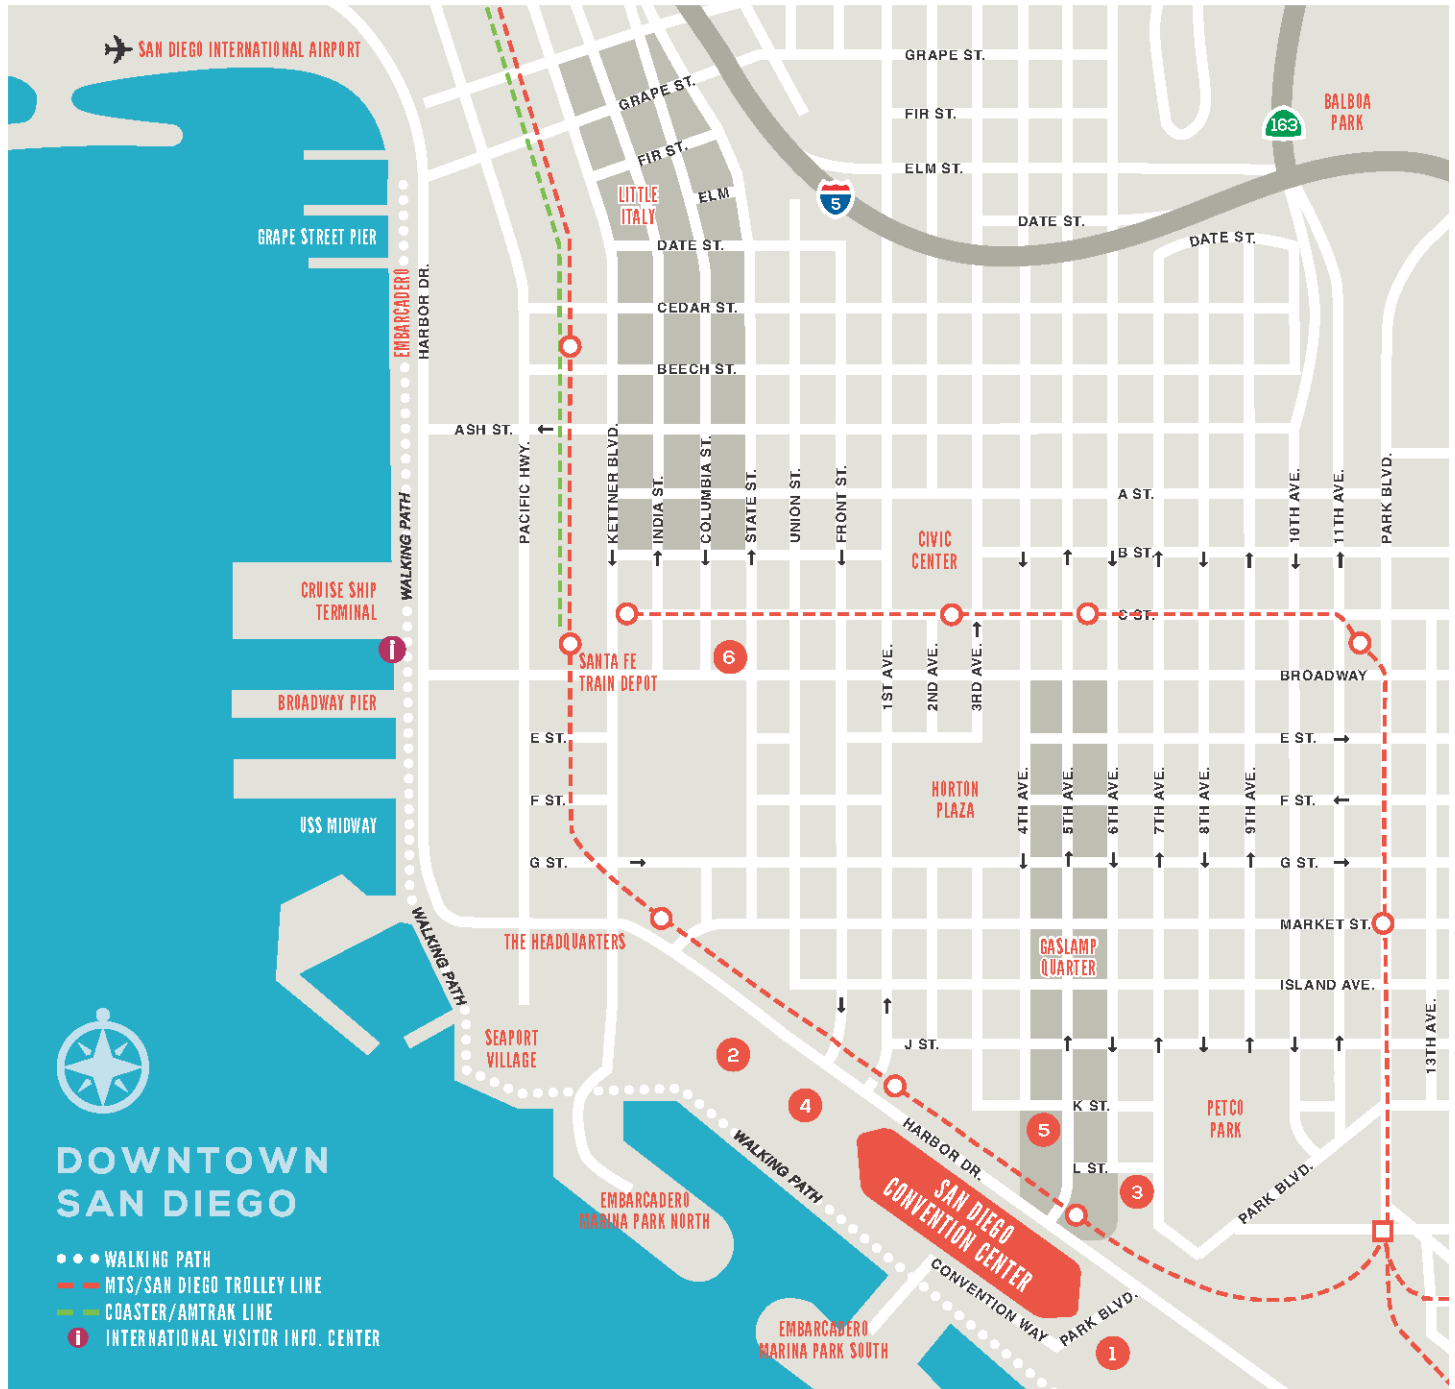 SAN DIEGO INTERNATIONAL AIRPORT
GRAPE ST.
GRAPE ST.
FIR ST.
FIR ST.
ELM ST.
ELM
163
BALBOA
PARK
5
LITTLE
ITALY
DATE ST.
DATE ST.
DATE ST.
GRAPE STREET PIER
EMBARCADERO
HARBOR DR.
CEDAR ST.
BEECH ST.
ASH ST.
PACIFIC HWY.
KETTNER BLVD.
INDIA ST.
COLUMBIA ST.
STATE ST.
UNION ST.
FRONT ST.
A ST.
10TH AVE.
11TH AVE.
PARK BLVD.
WALKING PATH
CIVIC
CENTER
B ST.
CRUISE SHIP
TERMINAL
C ST.
i
SANTA FE
TRAIN DEPOT
6
1ST AVE.
2ND AVE.
3RD AVE.
BROADWAY
BROADWAY PIER
E ST.
E ST.
F ST.
F ST.
HORTON
PLAZA
4TH AVE.
5TH AVE.
6TH AVE.
7TH AVE.
8TH AVE.
9TH AVE.
USS MIDWAY
G ST.
G ST.
WALKING PATH
THE HEADQUARTERS
MARKET ST.
GASLAMP
QUARTER
ISLAND AVE.
SEAPORT
VILLAGE
2
J ST.
13TH AVE.
4
K ST.
5
PETCO
PARK
HARBOR DR.
WALKING PATH
L ST.
3
PARK BLVD.
SAN DIEGO
CONVENTION CENTER
EMBARCADERO
MARINA PARK NORTH
CONVENTION WAY
PARK BLVD.
EMBARCADERO
MARINA PARK SOUTH
1
DOWNTOWN
SAN DIEGO
WALKING PATH
MTS/SAN DIEGO TROLLEY LINE
COASTER/AMTRAK LINE
i INTERNATIONAL VISITOR INFO. CENTER